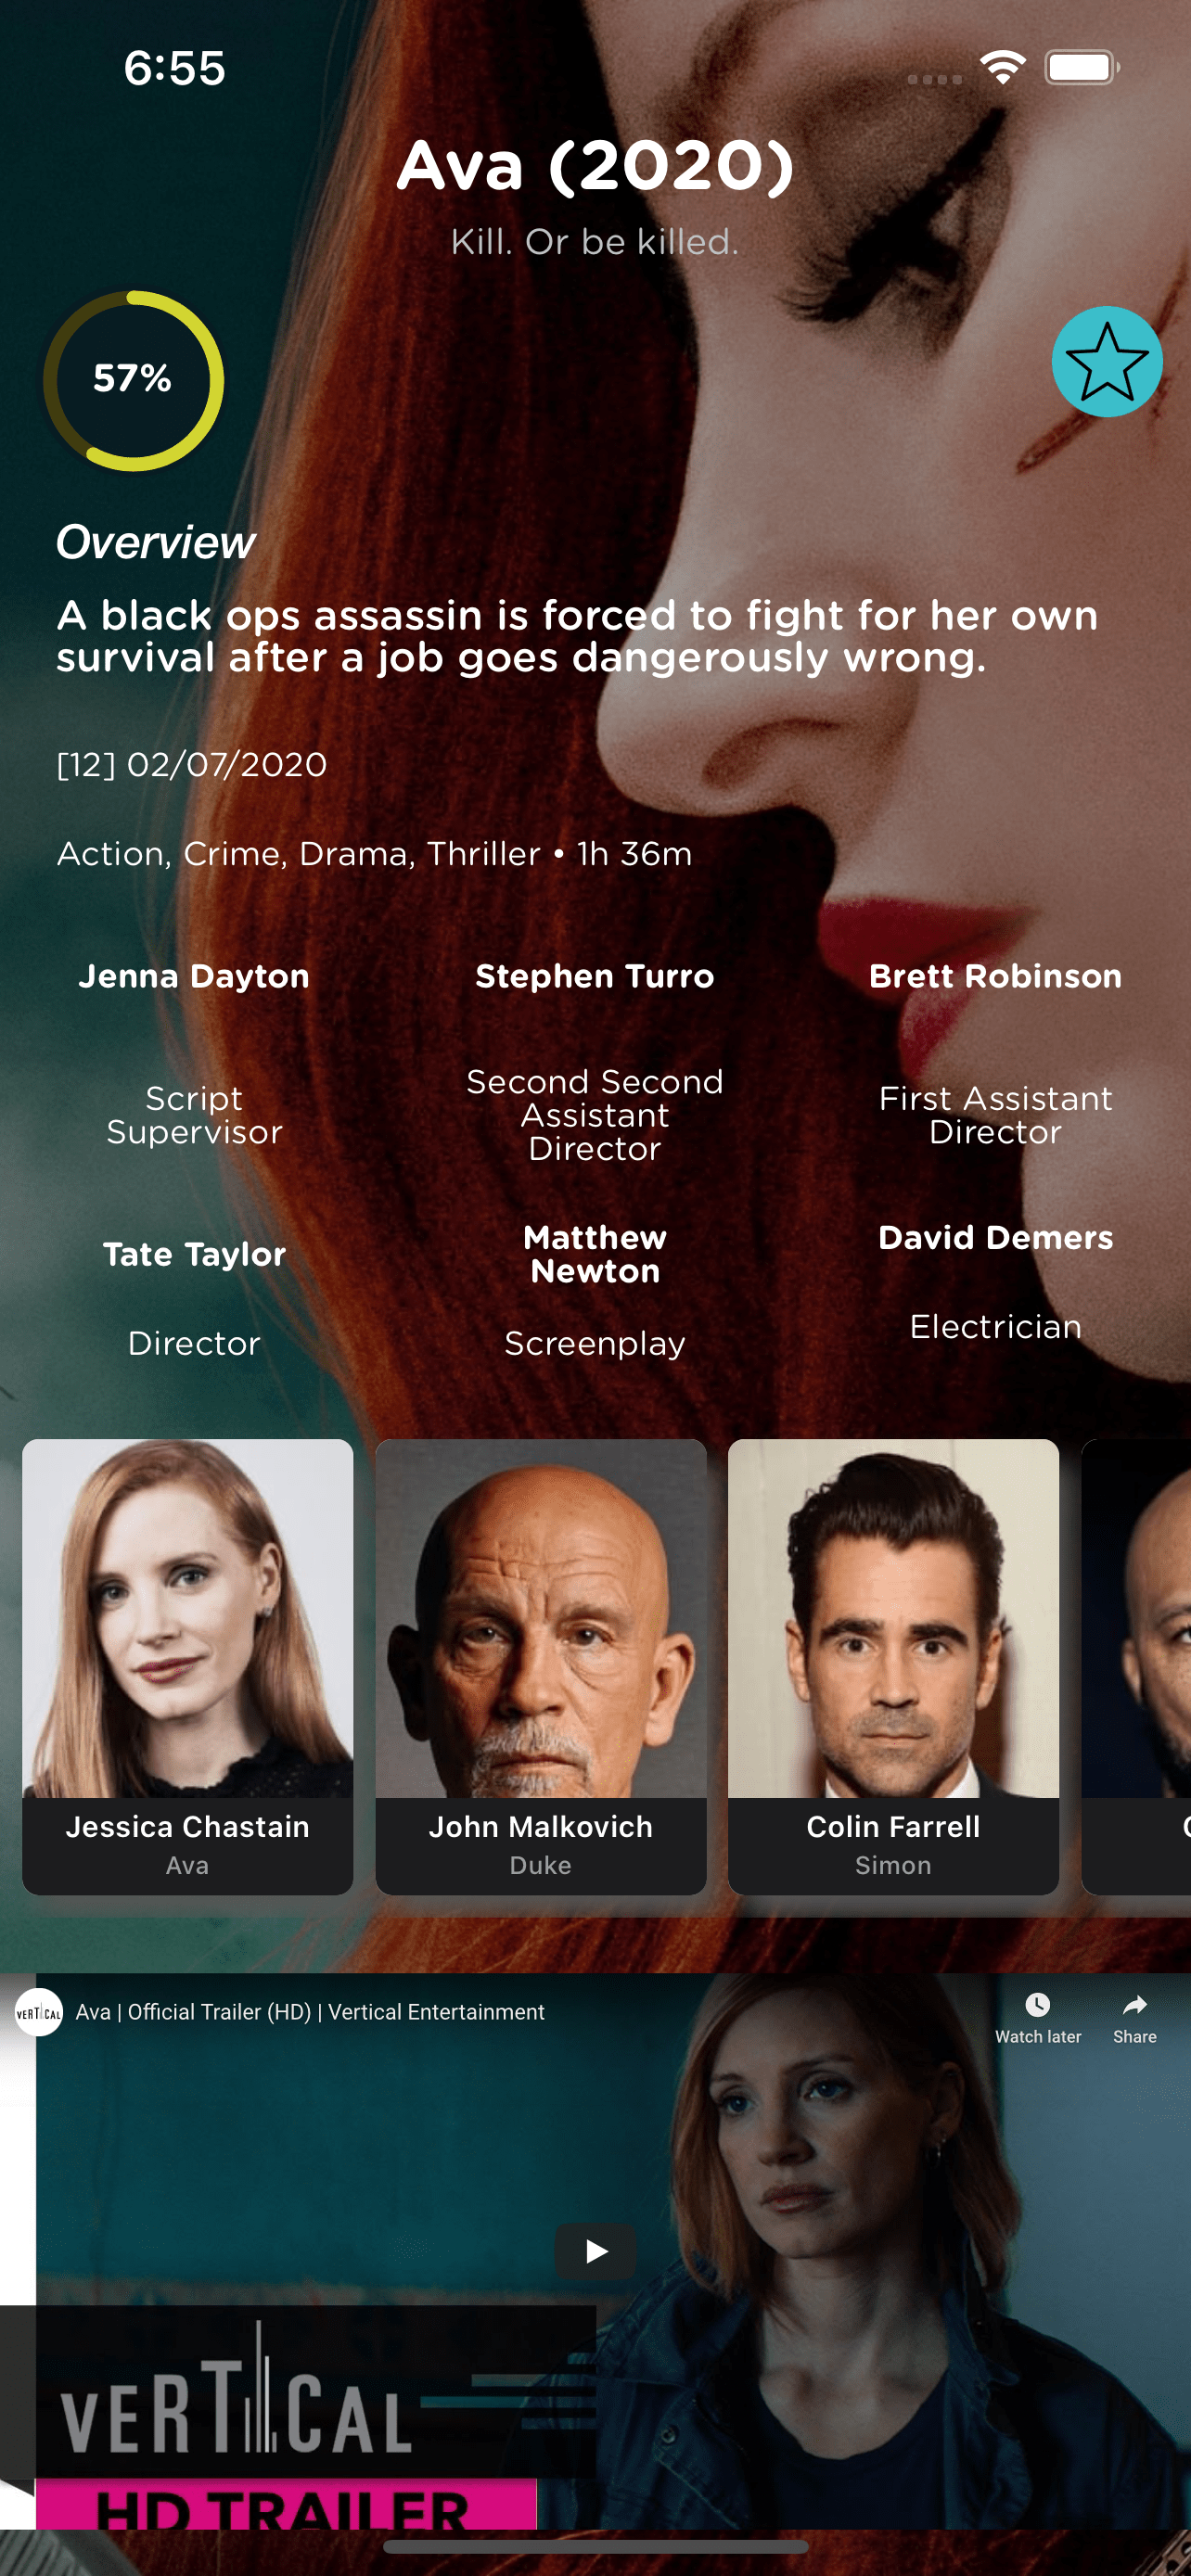 6:55
Ava (2020)
Kill. Or be killed.
57%
Overview
A black ops assassin is forced to fight for her own
survival after a job goes dangerously wrong.
[12] 02/07/2020
Action, Crime, Drama, Thriller • 1h 36m
Jenna Dayton
Script
Supervisor
Stephen Turro
Second Second
Assistant
Director
Brett Robinson
First Assistant
Director
Tate Taylor
Director
Matthew
Newton
Screenplay
David Demers
Electrician
Jessica Chastain
Ava
John Malkovich
Duke
Colin Farrell
Simon
VERTICAL
Ava | Official Trailer (HD) | Vertical Entertainment
Watch later
Share
VERTICAL
HD TRAILER